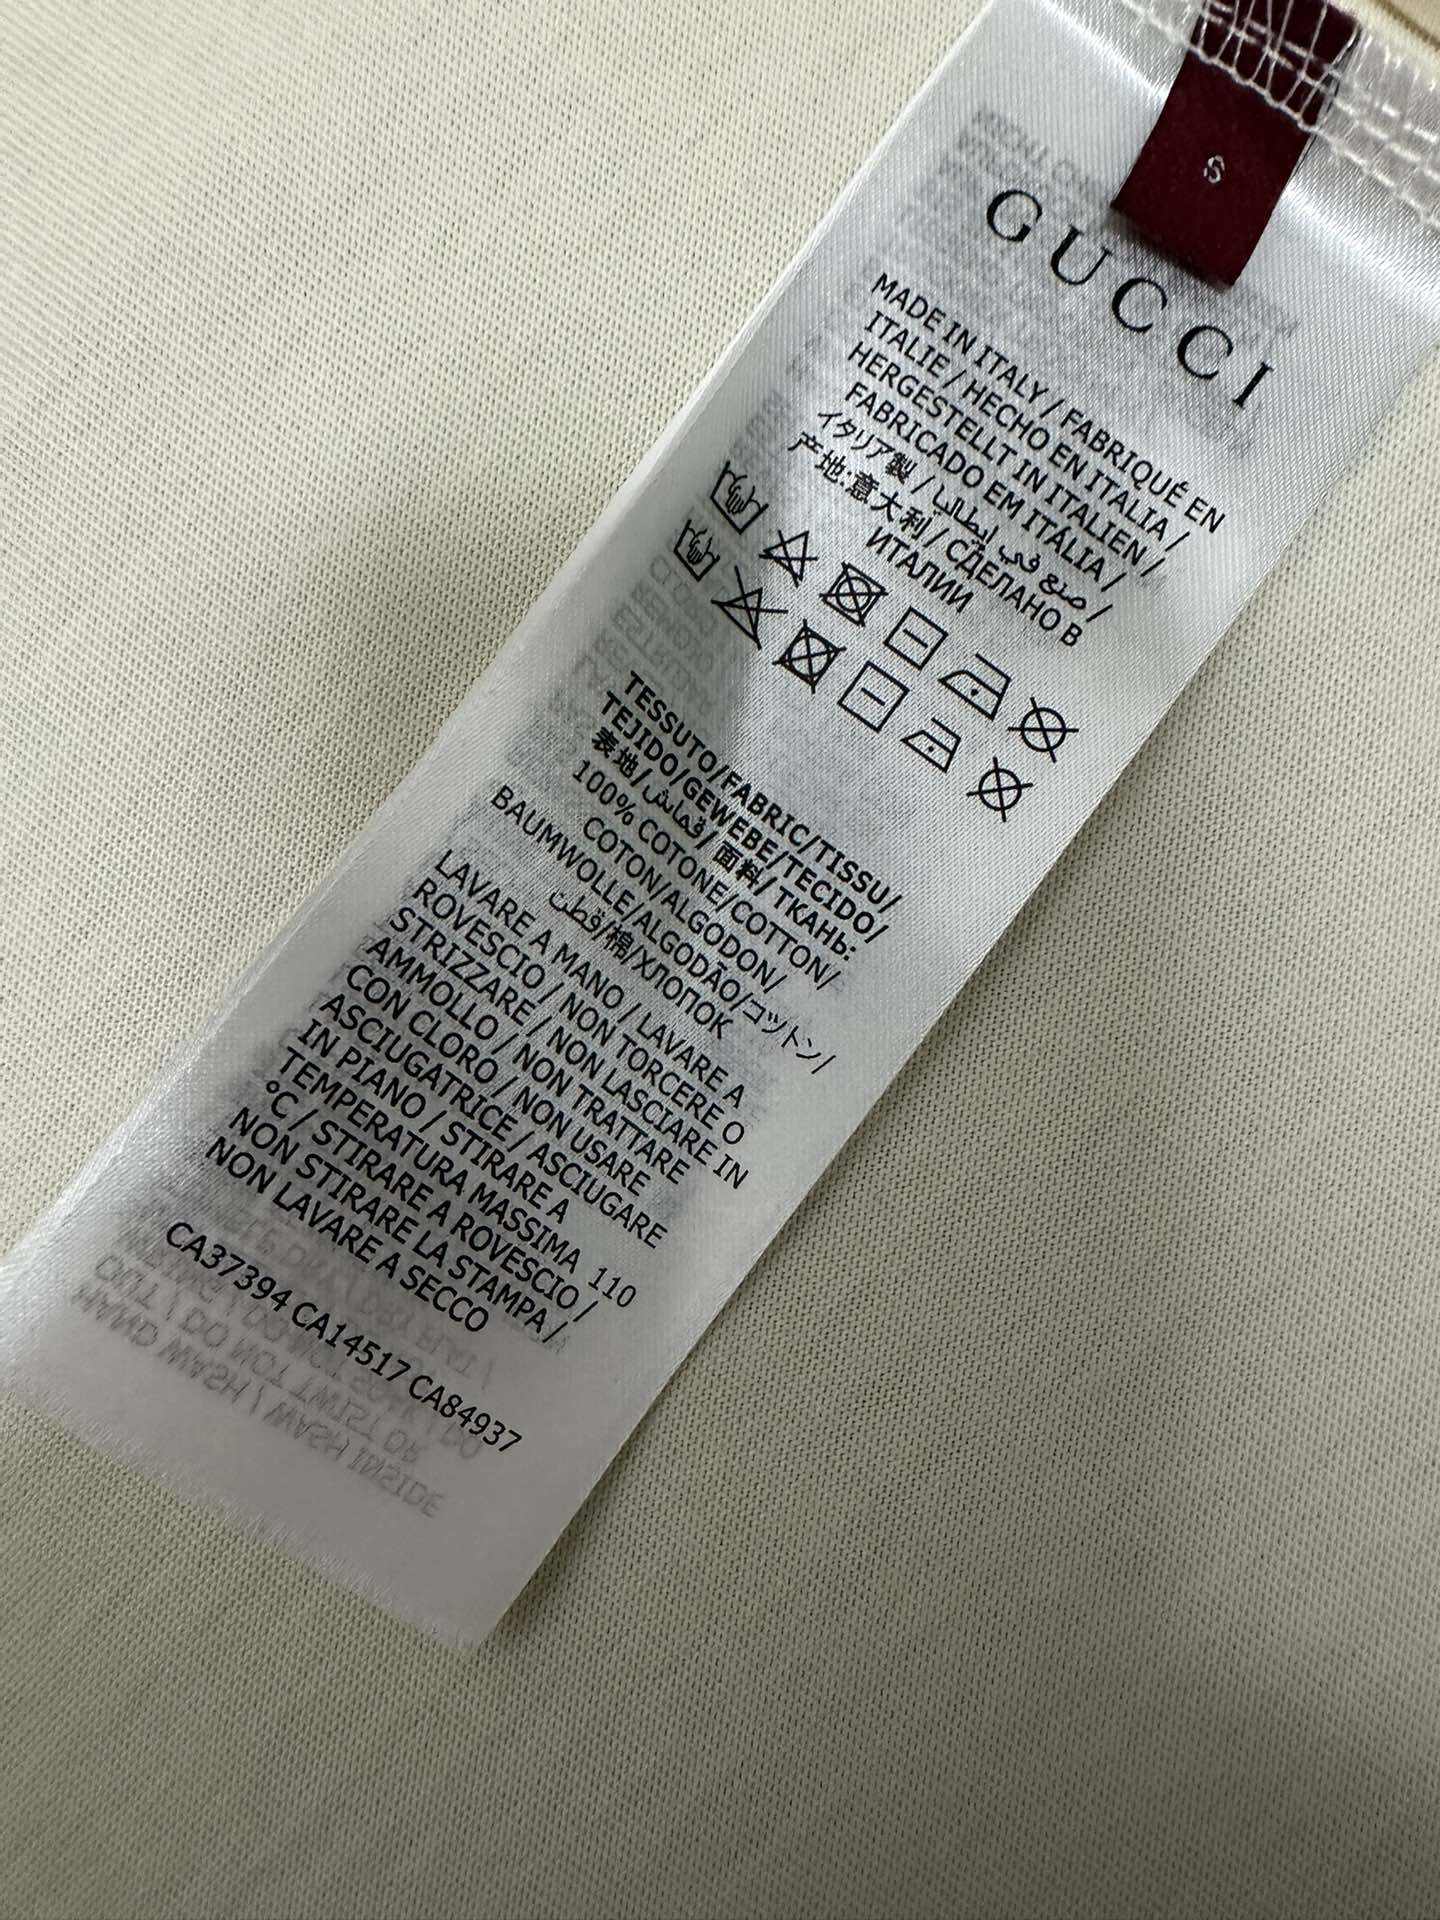 S
GUCCI
MADE IN ITALY / FABRIQUÉ EN
ITALIE / HECHO EN ITALIA /
HERGESTELLT IN ITALIEN /
FABRICADO EM ITÁLIA /
イタリア製 / صنع في إيطاليا /
产地:意大利 / СДЕЛАНО В
ИТАЛИИ
TESSUTO/FABRIC/TISSU/
TEJIDO/GEWEBE/TECIDO/
表地/قماش/面料/ТКАНЬ:
100% COTONE/COTTON/
COTON/ALGODON/
BAUMWOLLE/ALGODÃO/コットン/
قطن/棉/ХЛОПОК
LAVARE A MANO / LAVARE A
ROVESCIO / NON TORCERE O
STRIZZARE / NON LASCIARE IN
AMMOLLO / NON TRATTARE
CON CLORO / NON USARE
ASCIUGATRICE / ASCIUGARE
IN PIANO / STIRARE A
TEMPERATURA MASSIMA 110
°C / STIRARE A ROVESCIO /
NON STIRARE LA STAMPA /
NON LAVARE A SECCO
CA37394 CA14517 CA84937